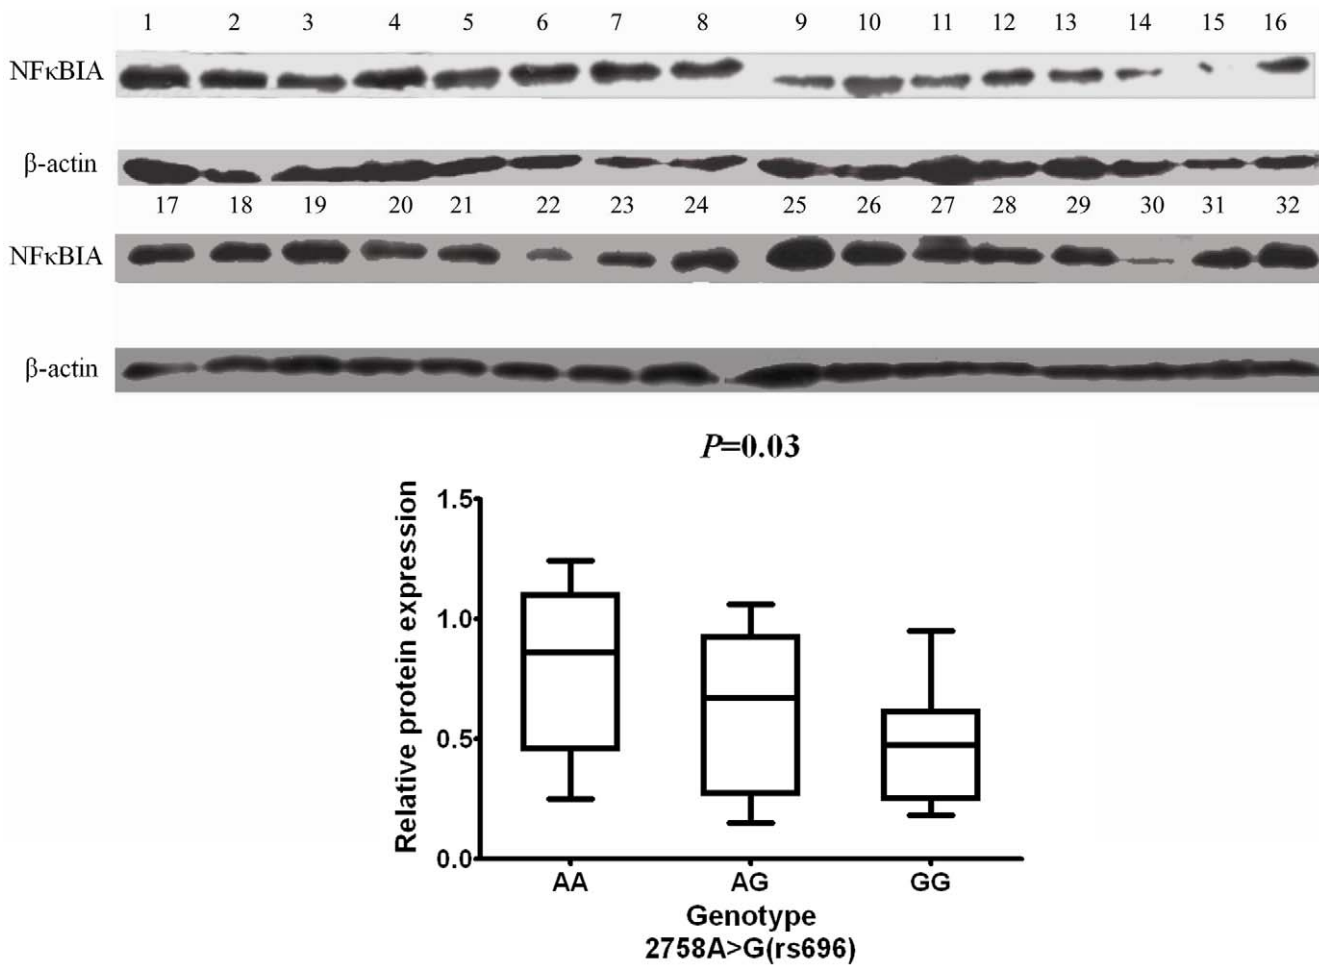 1 2 3 4 5 6 7 8 9 10 11 12 13 14 15 16
NFκBIA
β-actin
17 18 19 20 21 22 23 24 25 26 27 28 29 30 31 32
NFκBIA
β-actin
P=0.03
Relative protein expression
1.5
1.0
0.5
0.0
AA AG GG
Genotype
2758A>G(rs696)